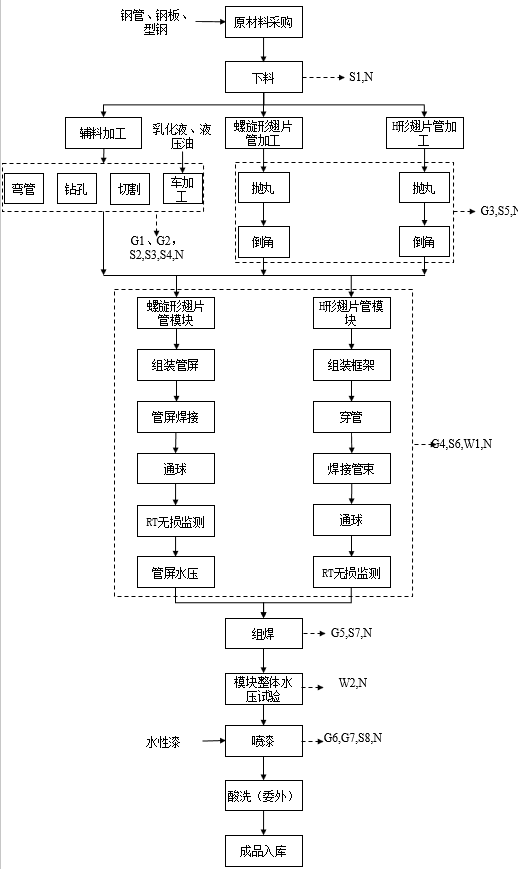 钢管、钢板、
型钢
原材料采购
下料
S1,N
辅料加工
乳化液、液
压油
螺旋形翅片
管加工
H形翅片管加
工
弯管
钻孔
切割
车加
工
抛丸
抛丸
G3,S5,N
倒角
倒角
G1、G2，
S2,S3,S4,N
螺旋形翅片
管模块
H形翅片管模
块
组装管屏
组装框架
管屏焊接
穿管
G4,S6,W1,N
通球
焊接管束
RT无损监测
通球
管屏水压
RT无损监测
组焊
G5,S7,N
模块整体水
压试验
W2,N
水性漆
喷漆
G6,G7,S8,N
酸洗（委外）
成品入库